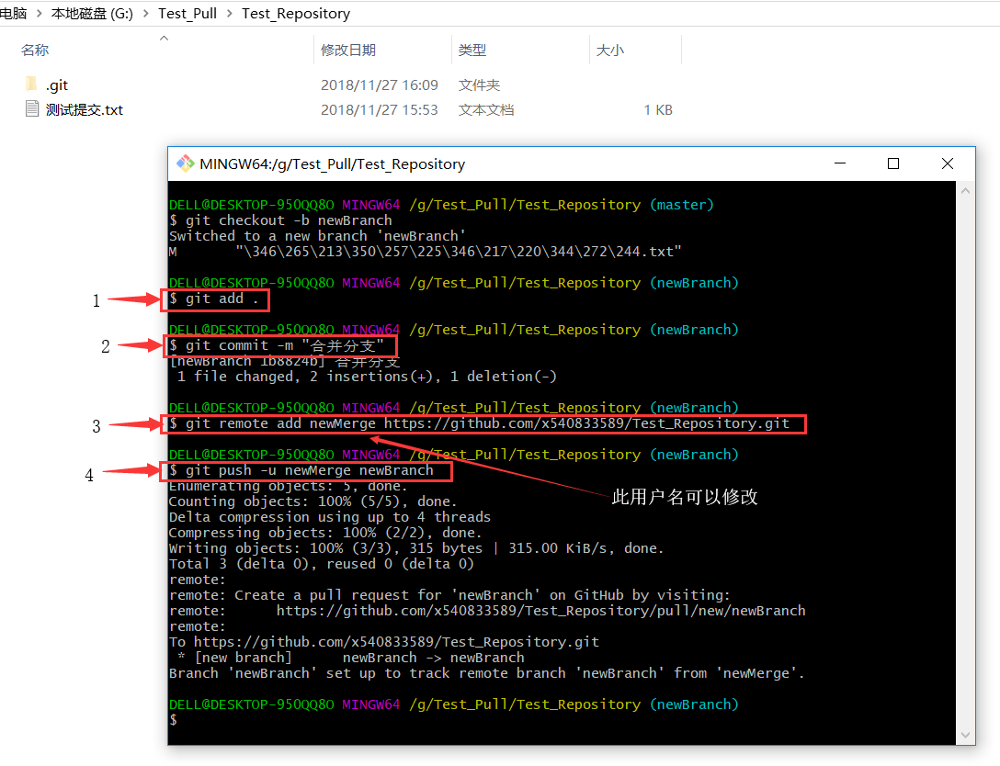 电脑 > 本地磁盘 (G:) > Test_Pull > Test_Repository
名称 修改日期 类型 大小
.git 2018/11/27 16:09 文件夹
测试提交.txt 2018/11/27 15:53 文本文档 1 KB
MINGW64:/g/Test_Pull/Test_Repository
DELL@DESKTOP-95OQQ8O MINGW64 /g/Test_Pull/Test_Repository (master)
$ git checkout -b newBranch
Switched to a new branch 'newBranch'
M "\346\265\213\350\257\225\346\217\220\344\272\244.txt"
DELL@DESKTOP-95OQQ8O MINGW64 /g/Test_Pull/Test_Repository (newBranch)
1 $ git add .
DELL@DESKTOP-95OQQ8O MINGW64 /g/Test_Pull/Test_Repository (newBranch)
2 $ git commit -m "合并分支"
[newBranch 1b8824b] 合并分支
1 file changed, 2 insertions(+), 1 deletion(-)
DELL@DESKTOP-95OQQ8O MINGW64 /g/Test_Pull/Test_Repository (newBranch)
3 $ git remote add newMerge https://github.com/x540833589/Test_Repository.git
DELL@DESKTOP-95OQQ8O MINGW64 /g/Test_Pull/Test_Repository (newBranch)
4 $ git push -u newMerge newBranch
Enumerating objects: 5, done.
此用户名可以修改
Counting objects: 100% (5/5), done.
Delta compression using up to 4 threads
Compressing objects: 100% (2/2), done.
Writing objects: 100% (3/3), 315 bytes | 315.00 KiB/s, done.
Total 3 (delta 0), reused 0 (delta 0)
remote:
remote: Create a pull request for 'newBranch' on GitHub by visiting:
remote: https://github.com/x540833589/Test_Repository/pull/new/newBranch
remote:
To https://github.com/x540833589/Test_Repository.git
* [new branch] newBranch -> newBranch
Branch 'newBranch' set up to track remote branch 'newBranch' from 'newMerge'.
DELL@DESKTOP-95OQQ8O MINGW64 /g/Test_Pull/Test_Repository (newBranch)
$